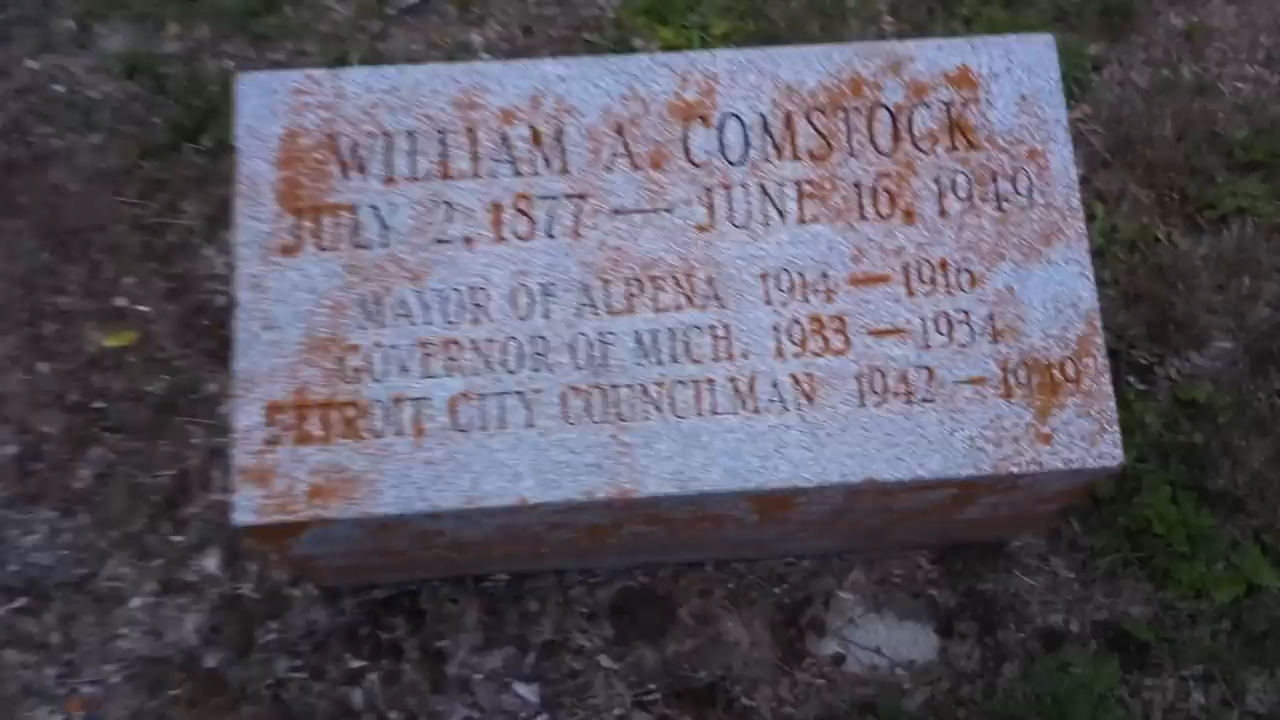 WILLIAM A. COMSTOCK
JULY 2, 1877 — JUNE 16, 1949
MAYOR OF ALPENA 1914 — 1916
GOVERNOR OF MICH. 1933 — 1934
DETROIT CITY COUNCILMAN 1942 — 1949